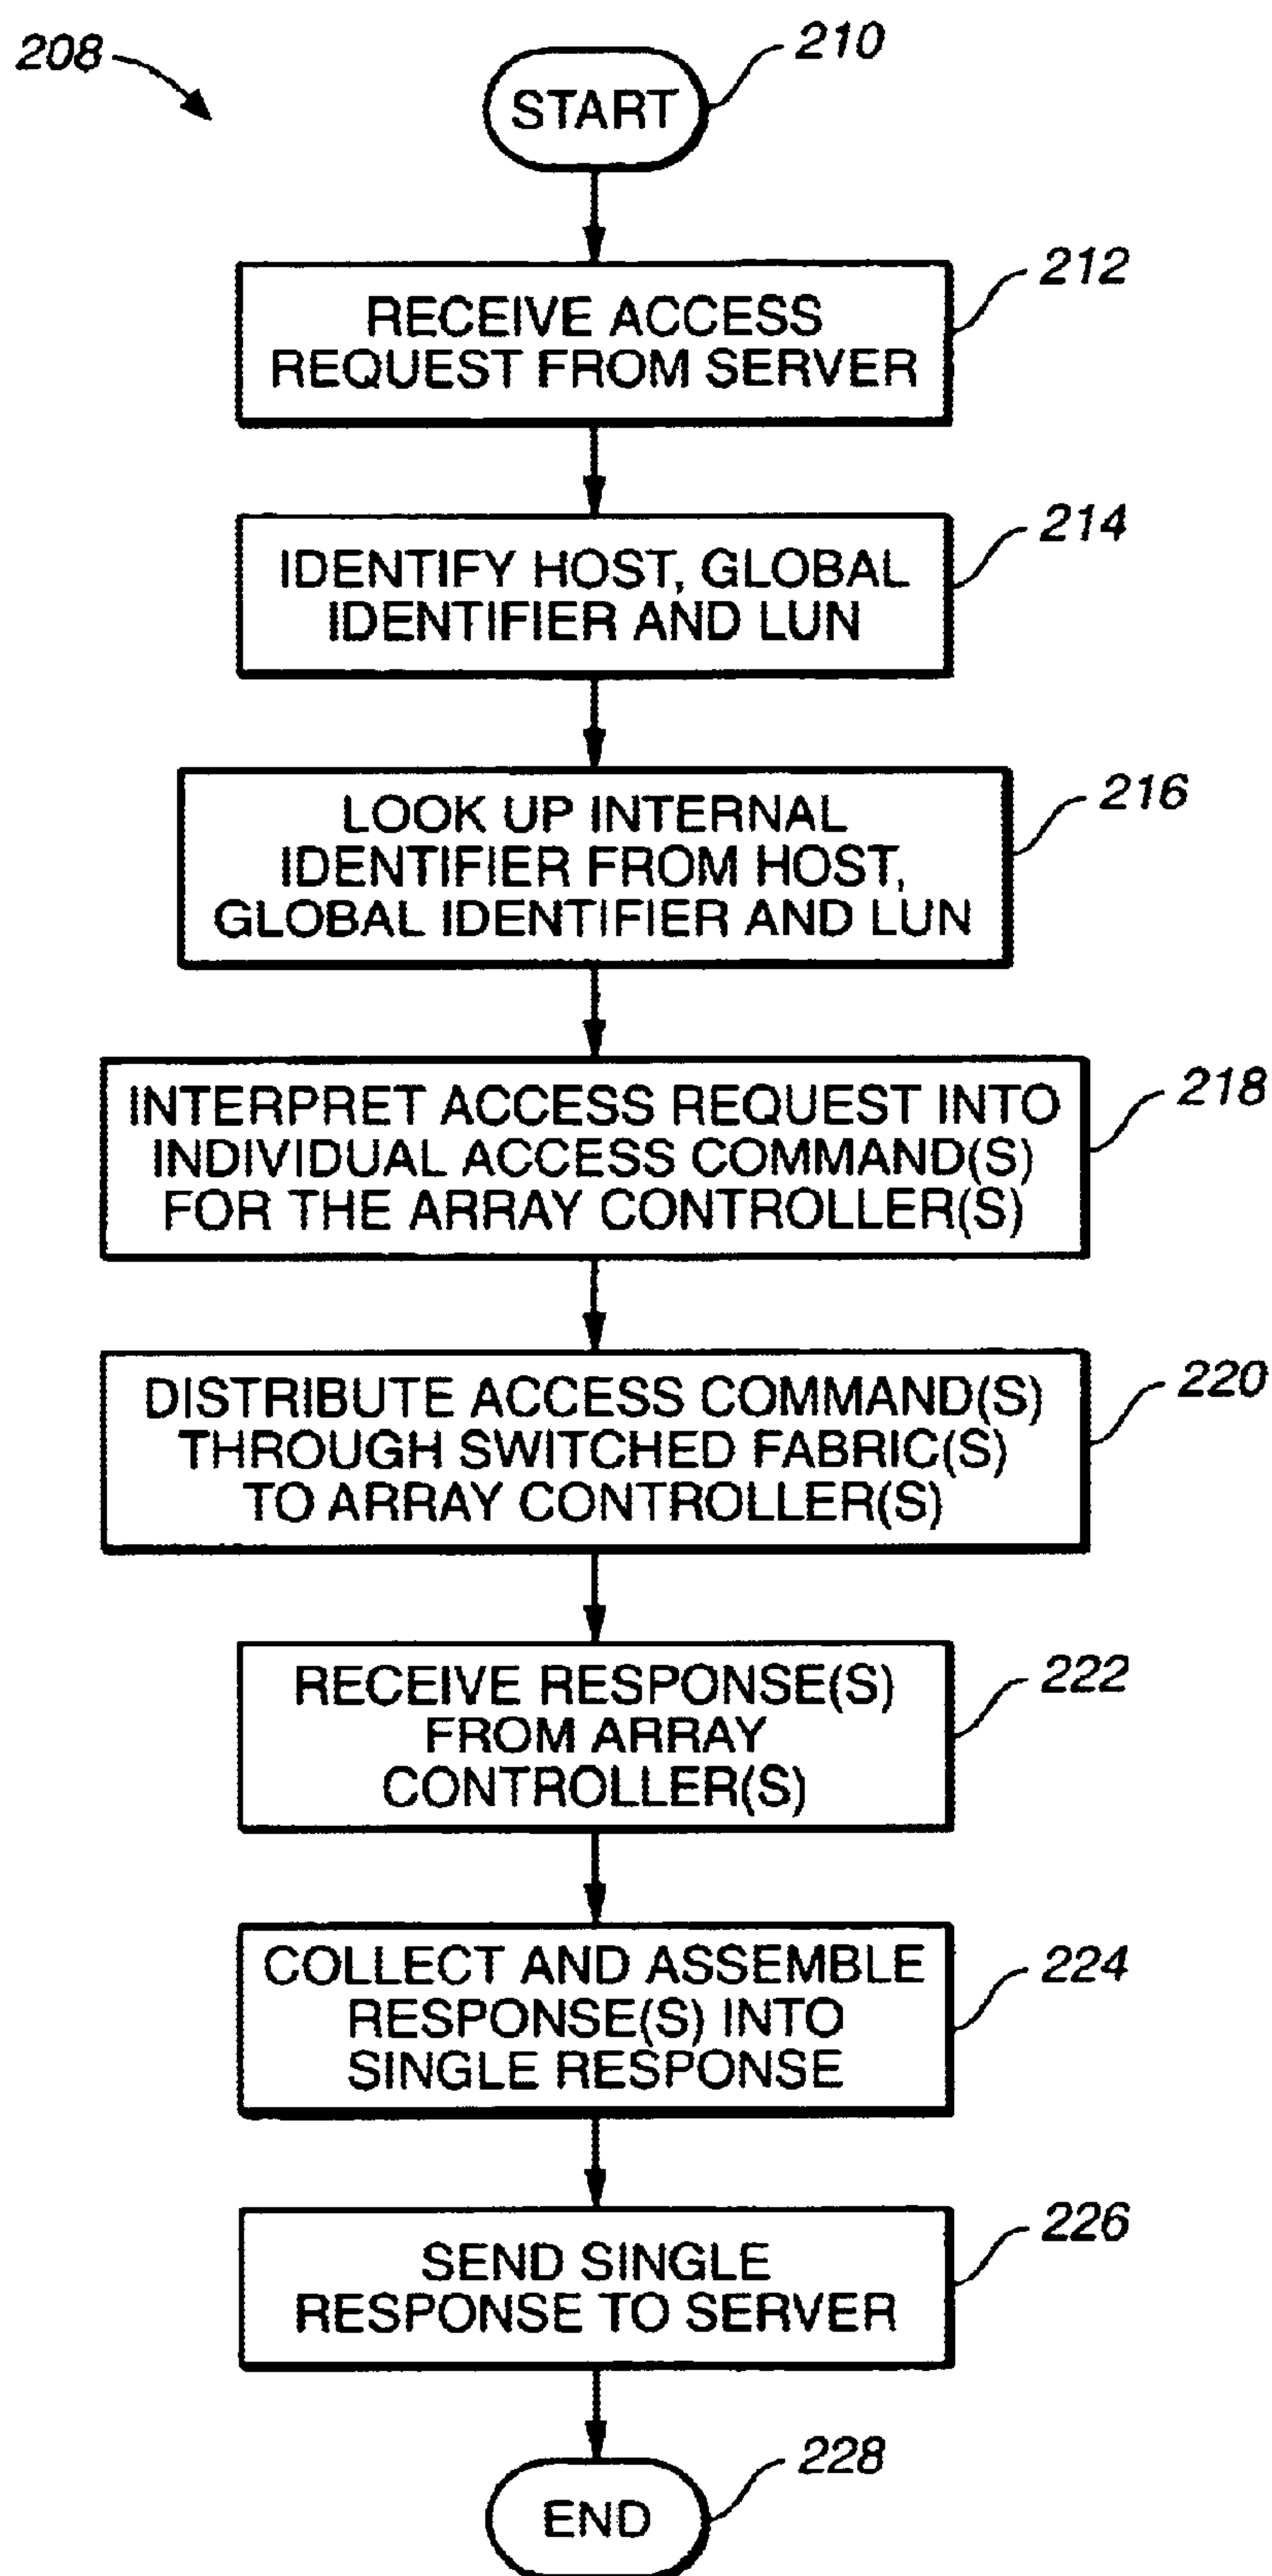 208
210
START
212
RECEIVE ACCESS
REQUEST FROM SERVER
214
IDENTIFY HOST, GLOBAL
IDENTIFIER AND LUN
216
LOOK UP INTERNAL
IDENTIFIER FROM HOST,
GLOBAL IDENTIFIER AND LUN
218
INTERPRET ACCESS REQUEST INTO
INDIVIDUAL ACCESS COMMAND(S)
FOR THE ARRAY CONTROLLER(S)
220
DISTRIBUTE ACCESS COMMAND(S)
THROUGH SWITCHED FABRIC(S)
TO ARRAY CONTROLLER(S)
222
RECEIVE RESPONSE(S)
FROM ARRAY
CONTROLLER(S)
224
COLLECT AND ASSEMBLE
RESPONSE(S) INTO
SINGLE RESPONSE
226
SEND SINGLE
RESPONSE TO SERVER
228
END